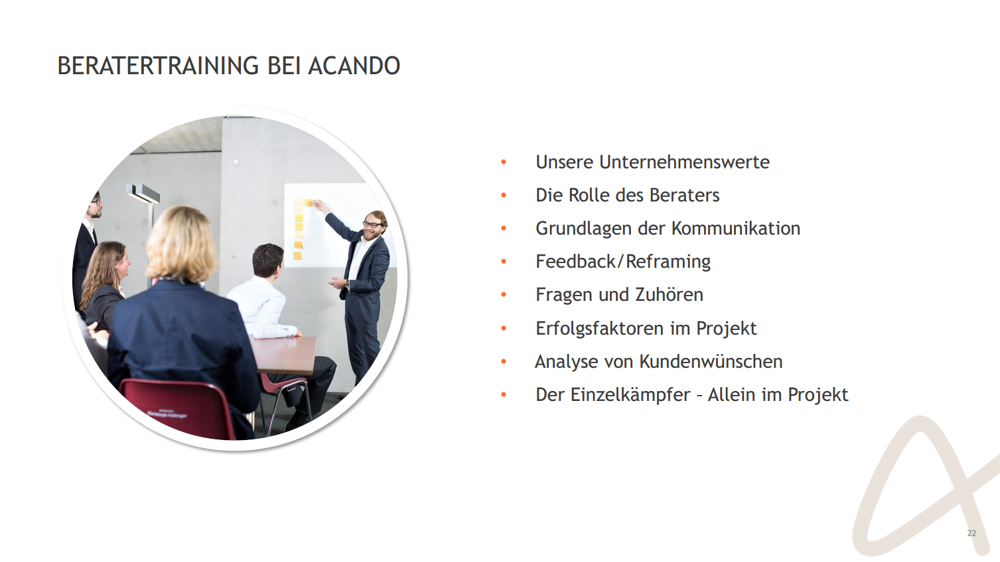 BERATERTRAINING BEI ACANDO
• Unsere Unternehmenswerte
• Die Rolle des Beraters
• Grundlagen der Kommunikation
• Feedback/Reframing
• Fragen und Zuhören
• Erfolgsfaktoren im Projekt
• Analyse von Kundenwünschen
• Der Einzelkämpfer – Allein im Projekt
22